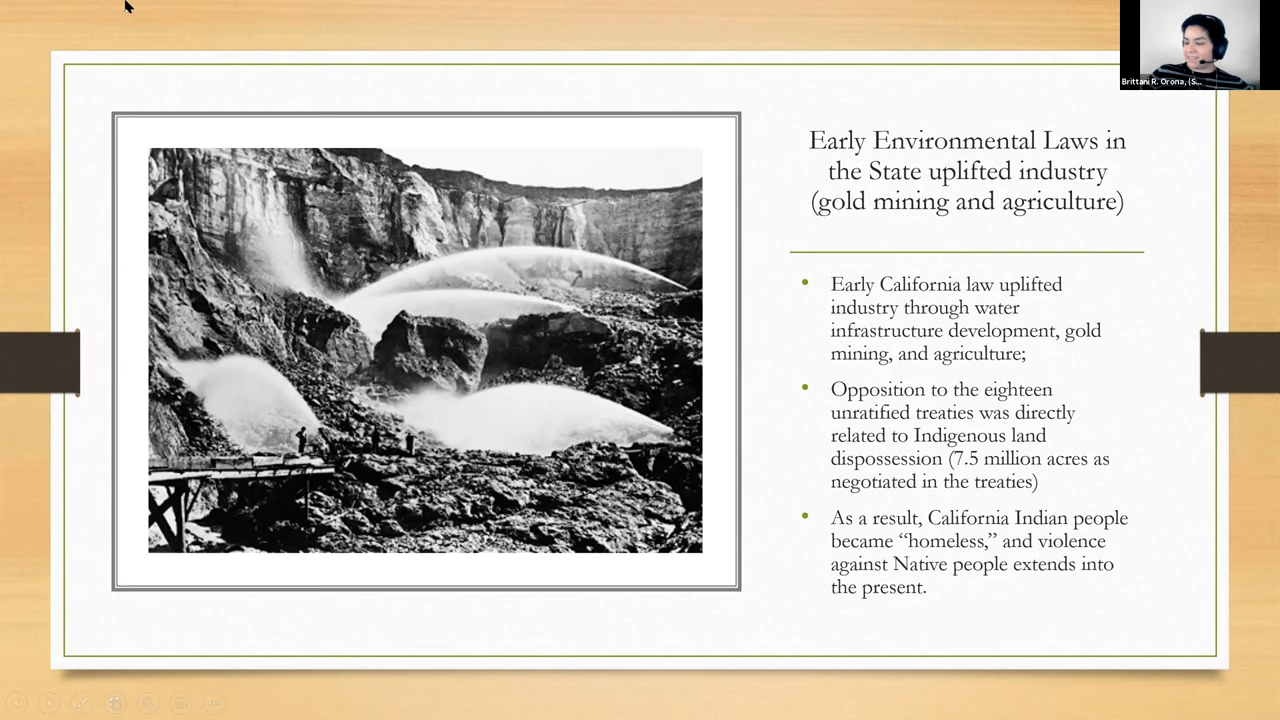 Brittani R. Orona, (S...
Early Environmental Laws in
the State uplifted industry
(gold mining and agriculture)
• Early California law uplifted
industry through water
infrastructure development, gold
mining, and agriculture;
• Opposition to the eighteen
unratified treaties was directly
related to Indigenous land
dispossession (7.5 million acres as
negotiated in the treaties)
• As a result, California Indian people
became “homeless,” and violence
against Native people extends into
the present.